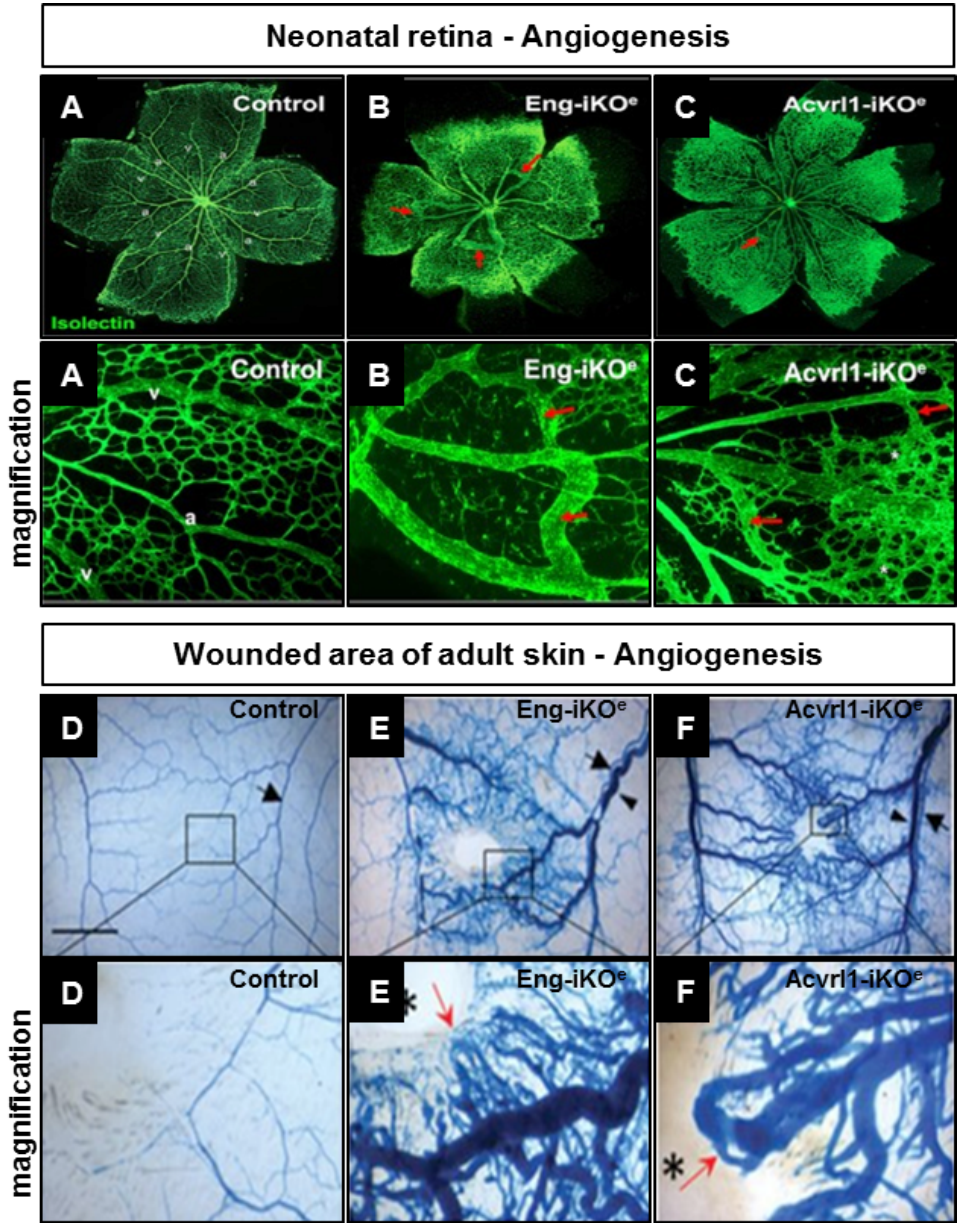 Neonatal retina - Angiogenesis
A Control
B Eng-iKOᵉ
C Acvrl1-iKOᵉ
v
a
v
a
v
a
v
a
v
a
v
Isolectin
magnification
A Control
B Eng-iKOᵉ
C Acvrl1-iKOᵉ
v
a
v
*
*
Wounded area of adult skin - Angiogenesis
D Control
E Eng-iKOᵉ
F Acvrl1-iKOᵉ
magnification
D Control
E Eng-iKOᵉ
F Acvrl1-iKOᵉ
*
*